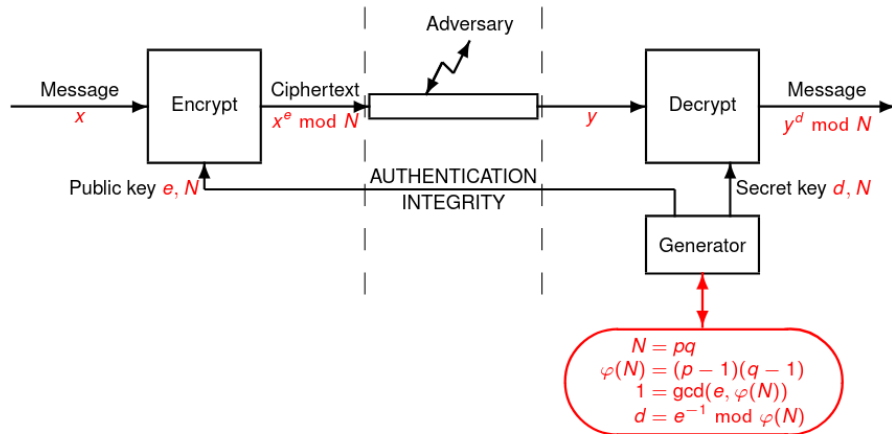 Adversary
Message
x
Encrypt
Ciphertext
x^e mod N
y
Decrypt
Message
y^d mod N
Public key e, N
AUTHENTICATION
INTEGRITY
Secret key d, N
Generator
N = pq
φ(N) = (p − 1)(q − 1)
1 = gcd(e, φ(N))
d = e^−1 mod φ(N)